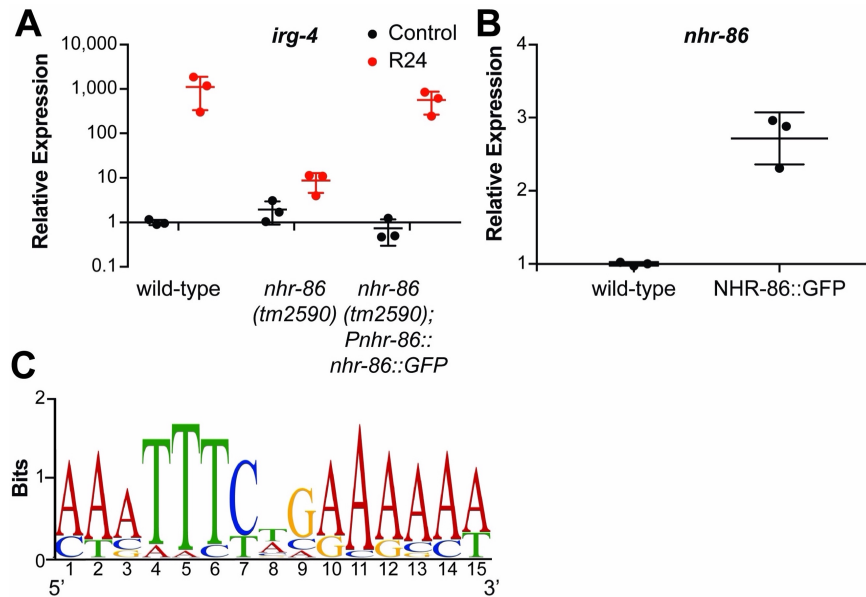 A
irg-4
Control
R24
Relative Expression
10,000
1,000
100
10
1
0.1
wild-type
nhr-86
(tm2590)
nhr-86
(tm2590);
Pnhr-86::
nhr-86::GFP
B
nhr-86
Relative Expression
4
3
2
1
wild-type
NHR-86::GFP
C
Bits
2
1
0
A A A T T T C T G A A A A A A
C T C A A C T A C G C G C C T
G A G
1 2 3 4 5 6 7 8 9 10 11 12 13 14 15
5’ 3’